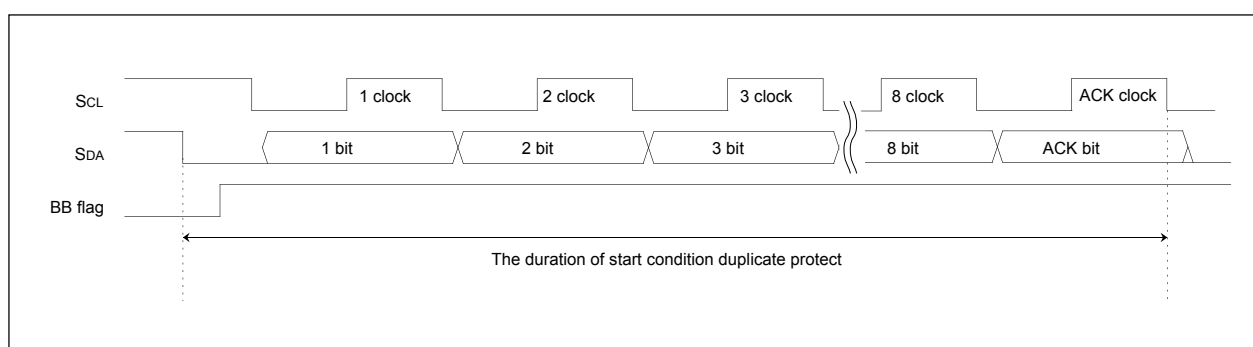 SCL
1 clock 2 clock 3 clock 8 clock ACK clock
SDA
1 bit 2 bit 3 bit 8 bit ACK bit
BB flag
The duration of start condition duplicate protect